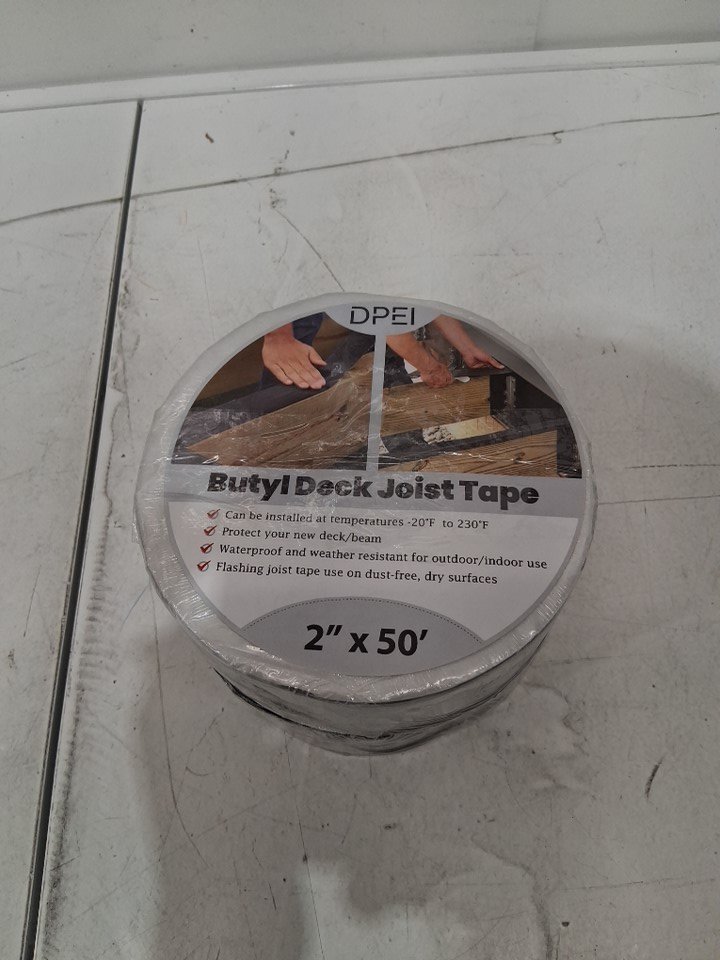 DPEI
Butyl Deck Joist Tape
Can be installed at temperatures -20°F to 230°F
Protect your new deck/beam
Waterproof and weather resistant for outdoor/indoor use
Flashing joist tape use on dust-free, dry surfaces
2” x 50’